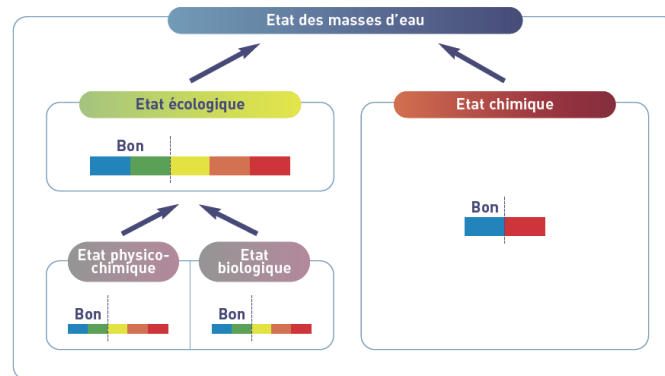 Etat des masses d'eau
Etat écologique
Bon
Etat physico-
chimique
Bon
Etat
biologique
Bon
Etat chimique
Bon